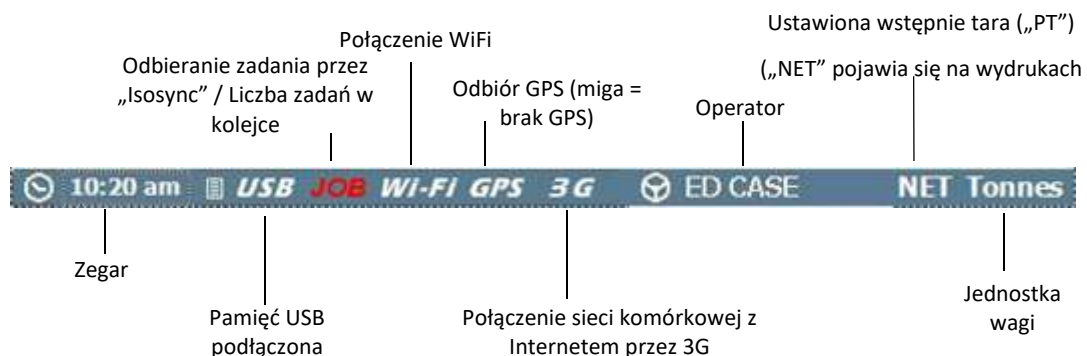 Ustawiona wstępnie tara („PT”)
(„NET” pojawia się na wydrukach
Połączenie WiFi
Odbieranie zadania przez
„Isosync” / Liczba zadań w
kolejce
Odbiór GPS (miga =
brak GPS)
Operator
10:20 am USB JOB Wi-Fi GPS 3G ED CASE NET Tonnes
Zegar
Pamięć USB
podłączona
Połączenie sieci komórkowej z
Internetem przez 3G
Jednostka
wagi